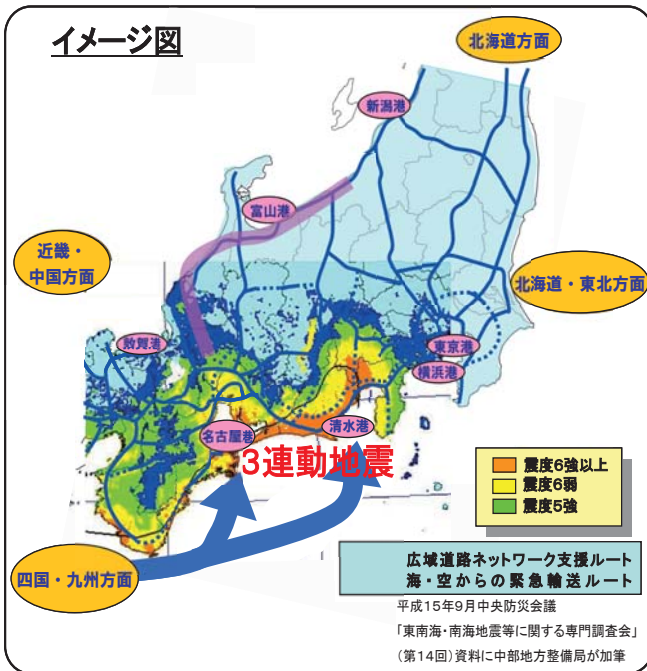 イメージ図
北海道方面
新潟港
富山港
近畿・
中国方面
北海道・東北方面
敦賀港
東京港
横浜港
名古屋港
清水港
3連動地震
震度6強以上
震度6弱
震度5強
四国・九州方面
広域道路ネットワーク支援ルート
海・空からの緊急輸送ルート
平成15年9月中央防災会議
「東南海・南海地震等に関する専門調査会」
(第14回)資料に中部地方整備局が加筆